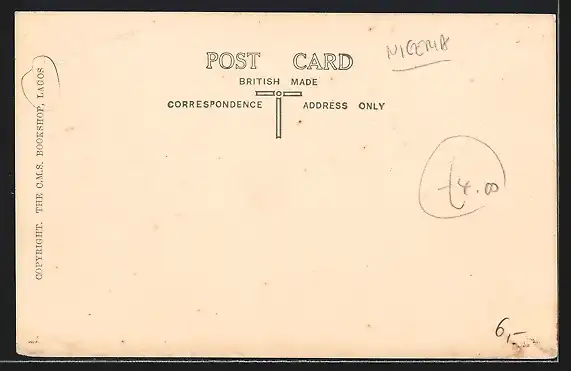 NIGERIA
POST CARD
BRITISH MADE
CORRESPONDENCE ADDRESS ONLY
COPYRIGHT. THE C.M.S. BOOKSHOP, LAGOS
£4.00
6,-